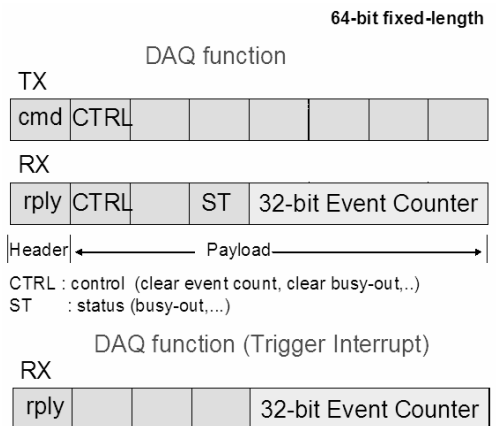 64-bit fixed-length
DAQ function
TX
cmd CTRL
RX
rply CTRL ST 32-bit Event Counter
Header Payload
CTRL : control (clear event count, clear busy-out,..)
ST : status (busy-out,...)
DAQ function (Trigger Interrupt)
RX
rply 32-bit Event Counter